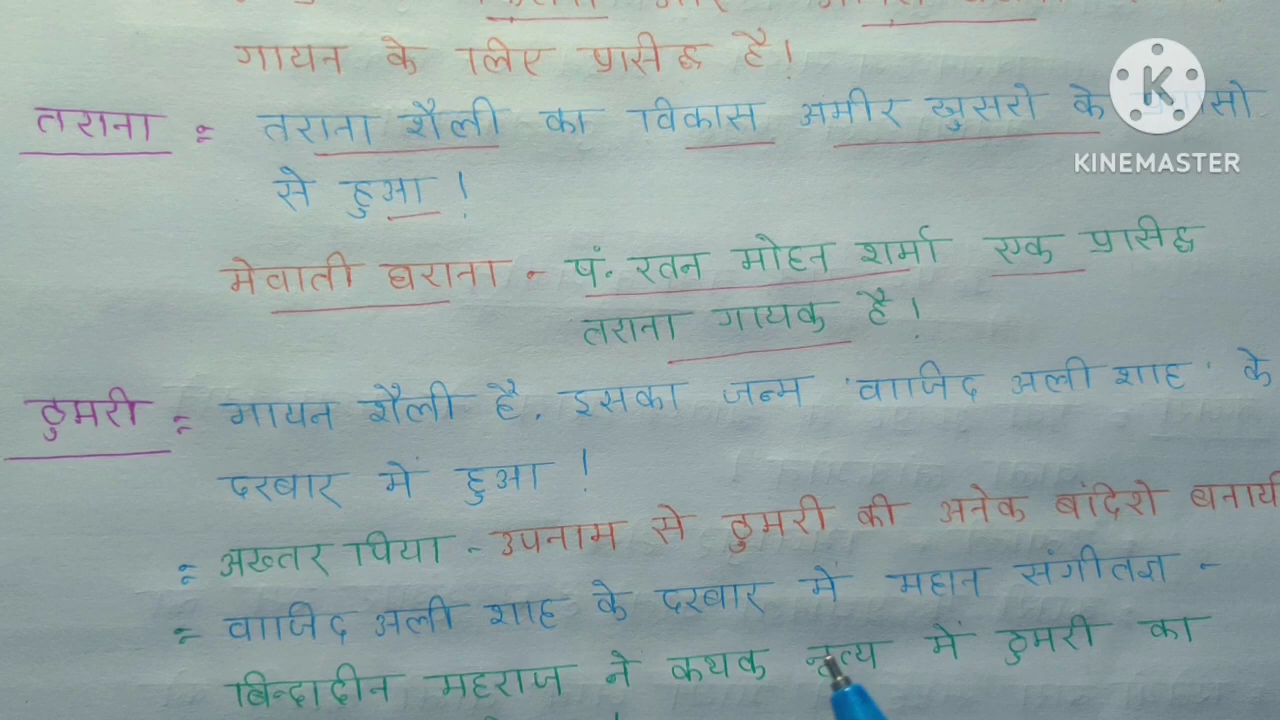 गायन के लिए प्रसिद्ध है।
तराना = तराना शैली का विकास अमीर खुसरो के
से हुआ !
मेवाती घराना - पं. रतन मोहन शर्मा एक प्रसिद्ध
तराना गायक है।
ठुमरी = गायन शैली है. इसका जन्म 'वाजिद अली शाह' के
दरबार में हुआ !
= अख्तर पिया - उपनाम से ठुमरी की अनेक बंदिशे बनायी
= वाजिद अली शाह के दरबार में महान संगीतज्ञ -
बिन्दादीन महराज ने कथक नृत्य में ठुमरी का
K
KINEMASTER